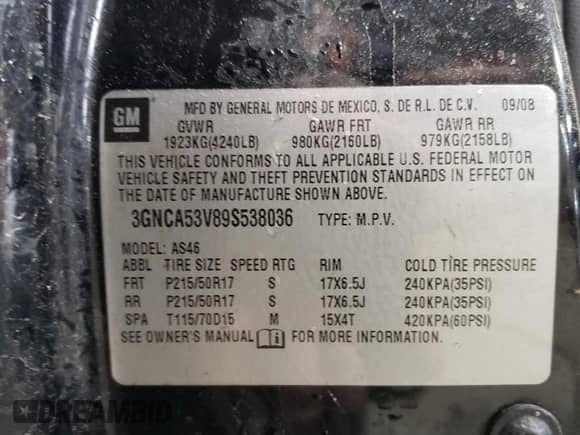 GM
MFD BY GENERAL MOTORS DE MEXICO, S. DE R.L. DE C.V. 09/08
GVWR GAWR FRT GAWR RR
1923KG(4240LB) 980KG(2160LB) 979KG(2158LB)
THIS VEHICLE CONFORMS TO ALL APPLICABLE U.S. FEDERAL MOTOR
VEHICLE SAFETY AND THEFT PREVENTION STANDARDS IN EFFECT ON
THE DATE OF MANUFACTURE SHOWN ABOVE.
3GNCA53V89S538036 TYPE: M.P.V.
MODEL: AS46
ABBL TIRE SIZE SPEED RTG RIM COLD TIRE PRESSURE
FRT P215/50R17 S 17X6.5J 240KPA(35PSI)
RR P215/50R17 S 17X6.5J 240KPA(35PSI)
SPA T115/70D15 M 15X4T 420KPA(60PSI)
SEE OWNER'S MANUAL i FOR MORE INFORMATION.
DREAMBID